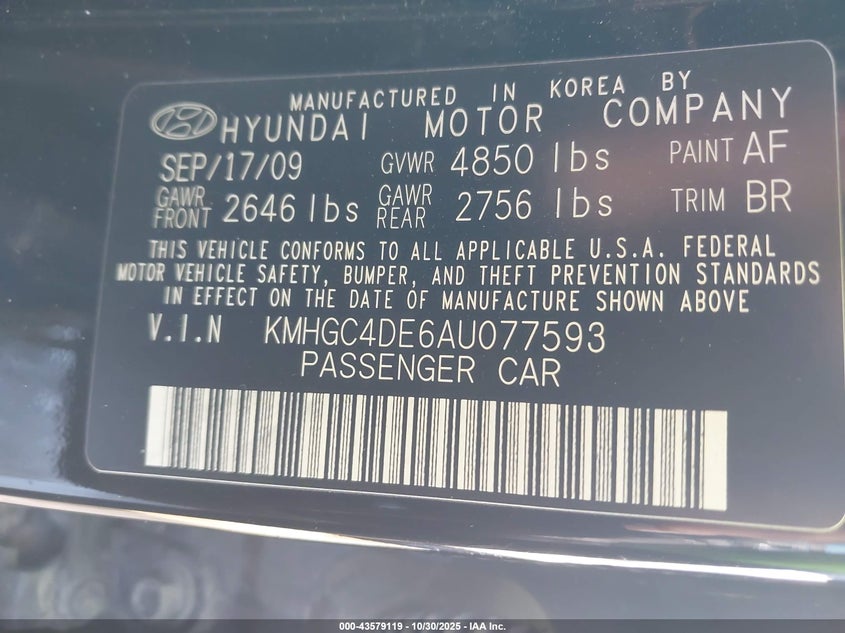 MANUFACTURED IN KOREA BY
HYUNDAI MOTOR COMPANY
SEP/17/09 GVWR 4850 lbs PAINT AF
GAWR FRONT 2646 lbs GAWR REAR 2756 lbs TRIM BR
THIS VEHICLE CONFORMS TO ALL APPLICABLE U.S.A. FEDERAL
MOTOR VEHICLE SAFETY, BUMPER, AND THEFT PREVENTION STANDARDS
IN EFFECT ON THE DATE OF MANUFACTURE SHOWN ABOVE
V.I.N KMHGC4DE6AU077593
PASSENGER CAR
000-43579119 - 10/30/2025 - IAA Inc.